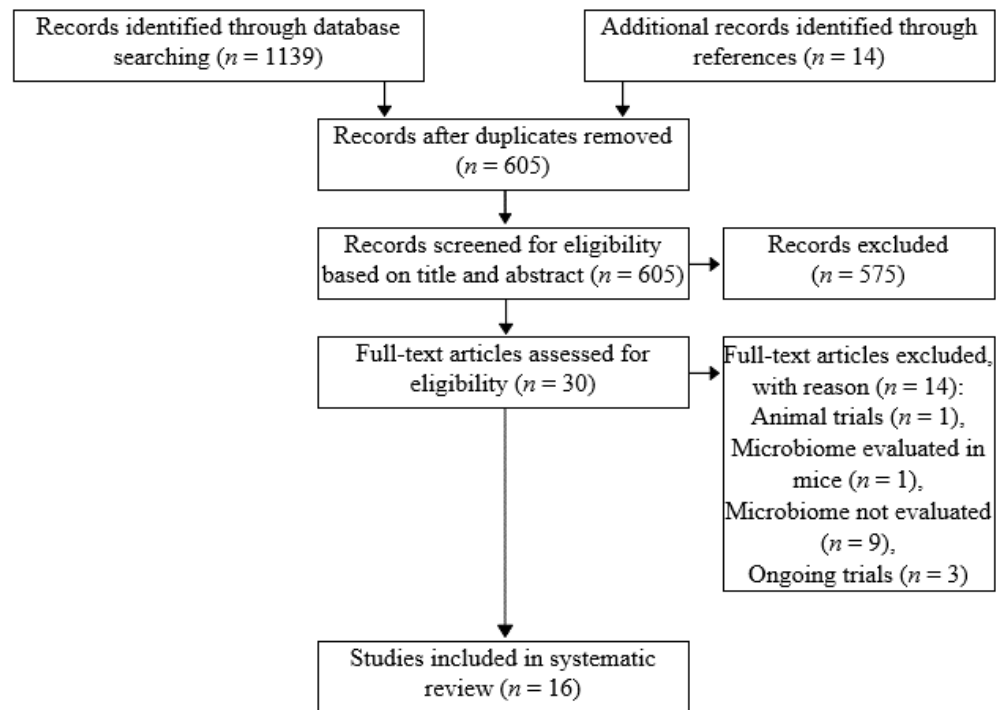 Records identified through database
searching (n = 1139)
Additional records identified through
references (n = 14)
Records after duplicates removed
(n = 605)
Records screened for eligibility
based on title and abstract (n = 605)
Records excluded
(n = 575)
Full-text articles assessed for
eligibility (n = 30)
Full-text articles excluded,
with reason (n = 14):
Animal trials (n = 1),
Microbiome evaluated in
mice (n = 1),
Microbiome not evaluated
(n = 9),
Ongoing trials (n = 3)
Studies included in systematic
review (n = 16)